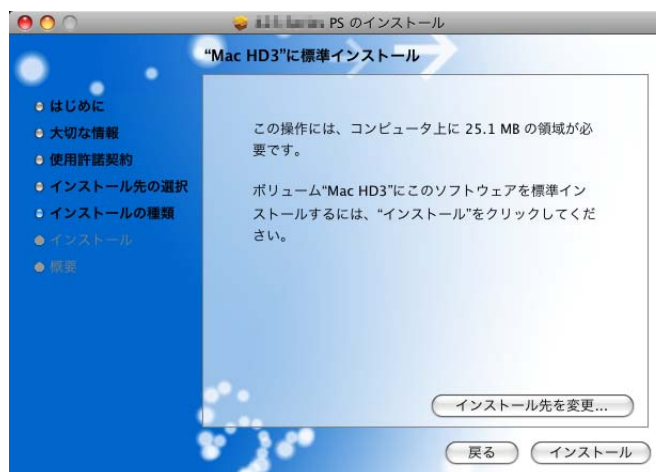 PS のインストール
“Mac HD3”に標準インストール
はじめに
大切な情報
使用許諾契約
インストール先の選択
インストールの種類
インストール
概要
この操作には、コンピュータ上に 25.1 MB の領域が必
要です。
ボリューム“Mac HD3”にこのソフトウェアを標準イン
ストールするには、“インストール”をクリックしてくだ
さい。
インストール先を変更...
戻る
インストール